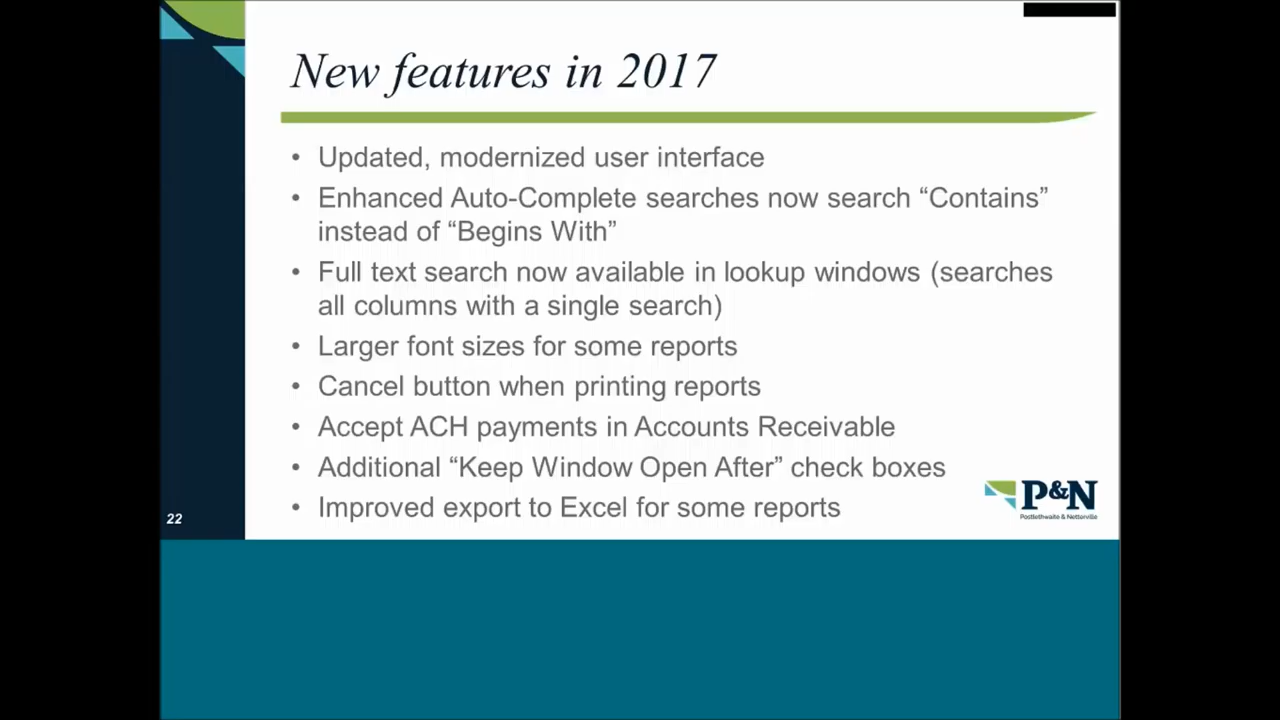 New features in 2017
• Updated, modernized user interface
• Enhanced Auto-Complete searches now search “Contains”
instead of “Begins With”
• Full text search now available in lookup windows (searches
all columns with a single search)
• Larger font sizes for some reports
• Cancel button when printing reports
• Accept ACH payments in Accounts Receivable
• Additional “Keep Window Open After” check boxes
• Improved export to Excel for some reports
P&N
Postlethwaite & Netterville
22